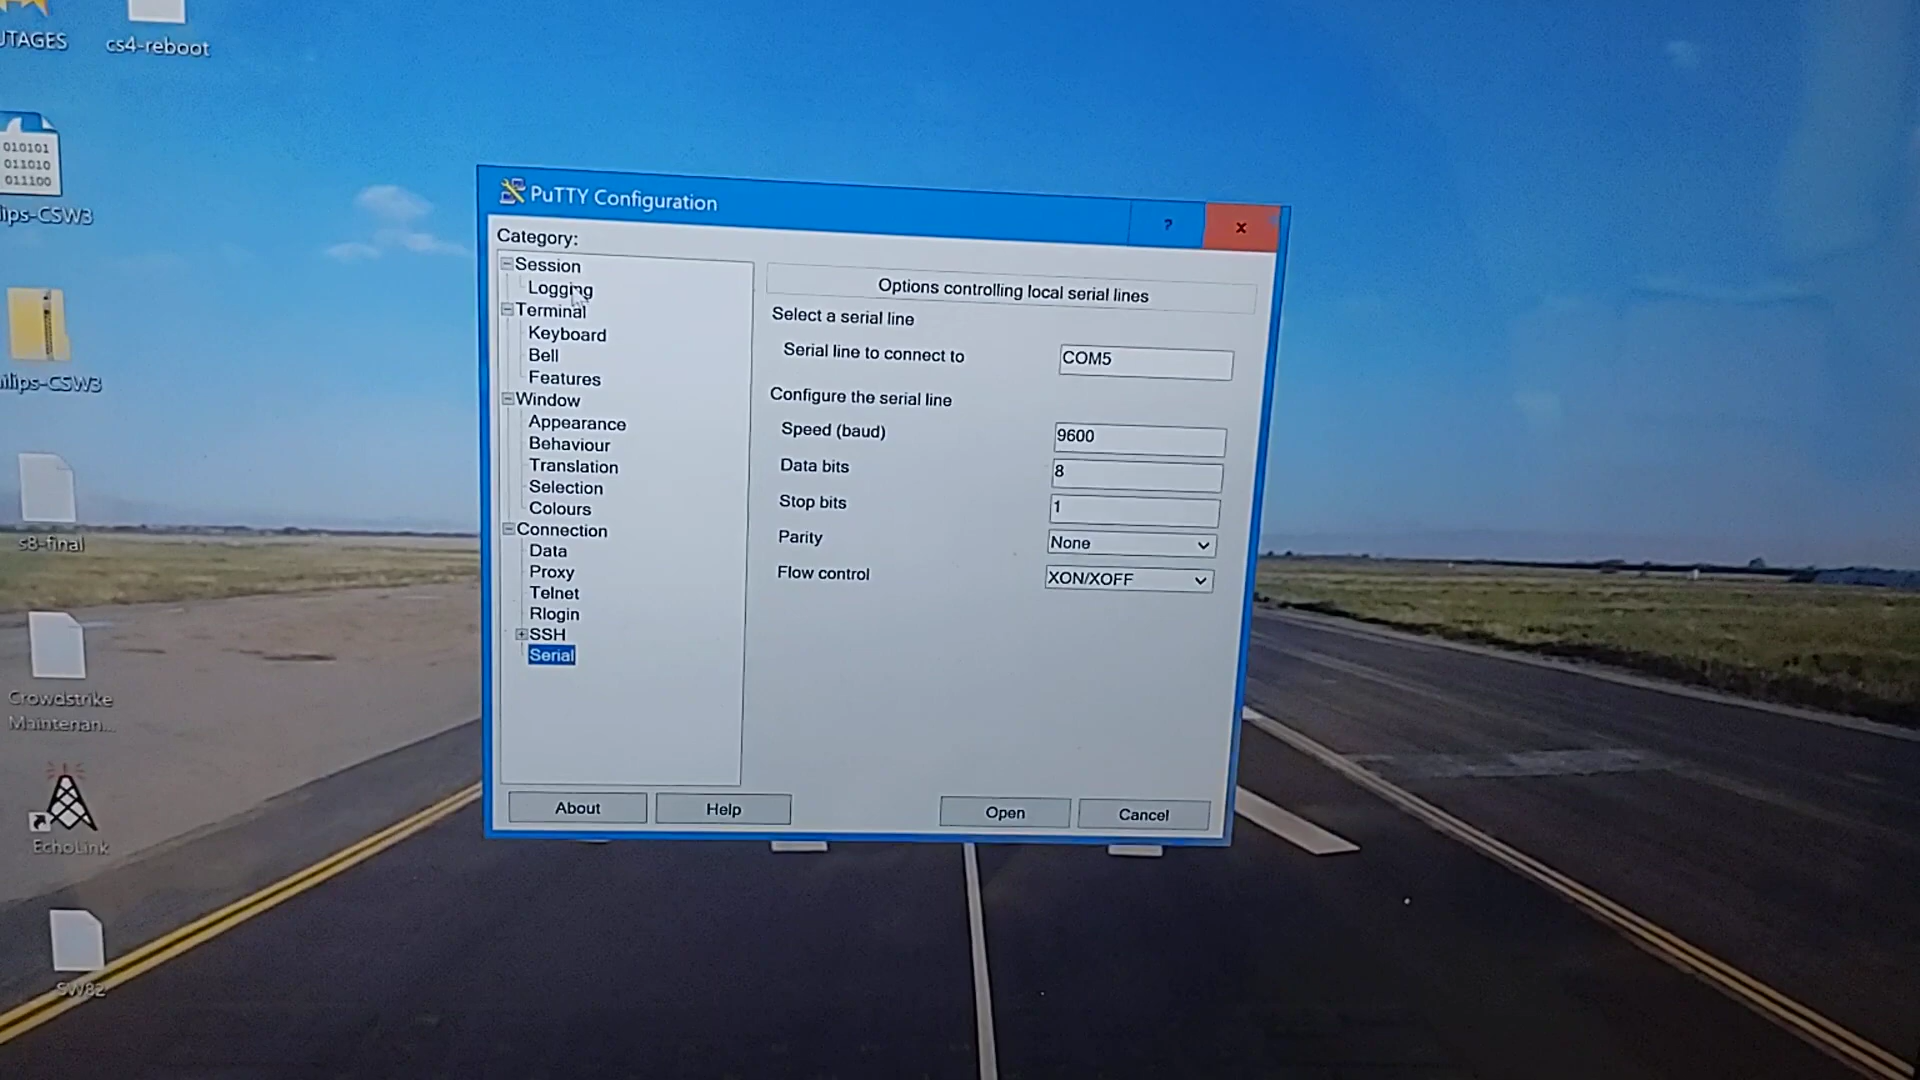 UTAGES
cs4-reboot
010101
011010
011100
lips-CSW3
ilips-CSW3
s8-final
Crowdstrike
Maintenan...
EchoLink
SW82
PuTTY Configuration
?
x
Category:
Session
Logging
Terminal
Keyboard
Bell
Features
Window
Appearance
Behaviour
Translation
Selection
Colours
Connection
Data
Proxy
Telnet
Rlogin
SSH
Serial
Options controlling local serial lines
Select a serial line
Serial line to connect to COM5
Configure the serial line
Speed (baud) 9600
Data bits 8
Stop bits 1
Parity None
Flow control XON/XOFF
About
Help
Open
Cancel